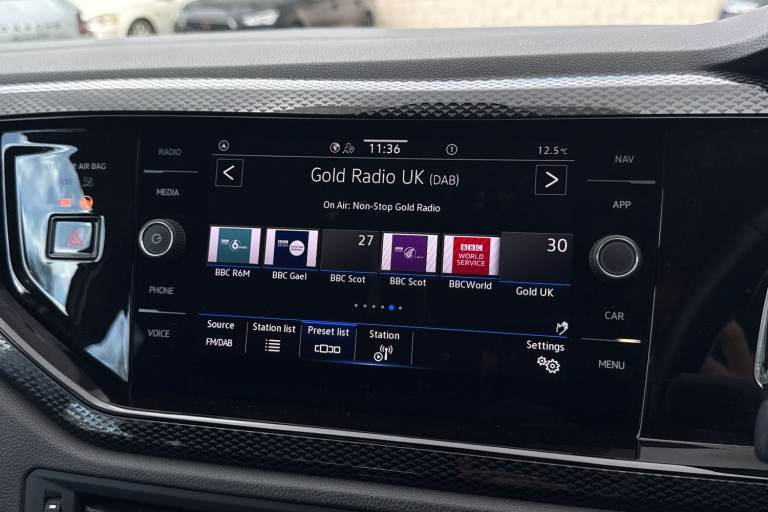 RADIO
11:36
12.5°C
NAV
AIR BAG
MEDIA
<
Gold Radio UK (DAB)
>
APP
On Air: Non-Stop Gold Radio
6
27
BBC
WORLD
SERVICE
30
BBC R6M
BBC Gael
BBC Scot
BBC Scot
BBCWorld
Gold UK
PHONE
CAR
VOICE
Source
FM/DAB
Station list
Preset list
Station
Settings
MENU